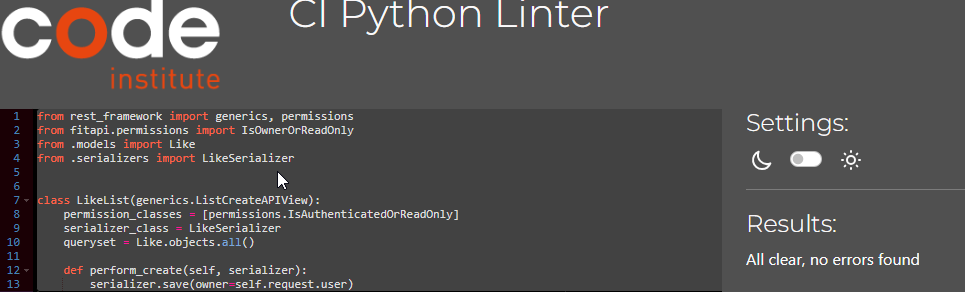 code
institute
CI Python Linter
1 from rest_framework import generics, permissions
2 from fitapi.permissions import IsOwnerOrReadOnly
3 from .models import Like
4 from .serializers import LikeSerializer
5
6
7 class LikeList(generics.ListCreateAPIView):
8     permission_classes = [permissions.IsAuthenticatedOrReadOnly]
9     serializer_class = LikeSerializer
10     queryset = Like.objects.all()
11
12     def perform_create(self, serializer):
13         serializer.save(owner=self.request.user)
Settings:
Results:
All clear, no errors found